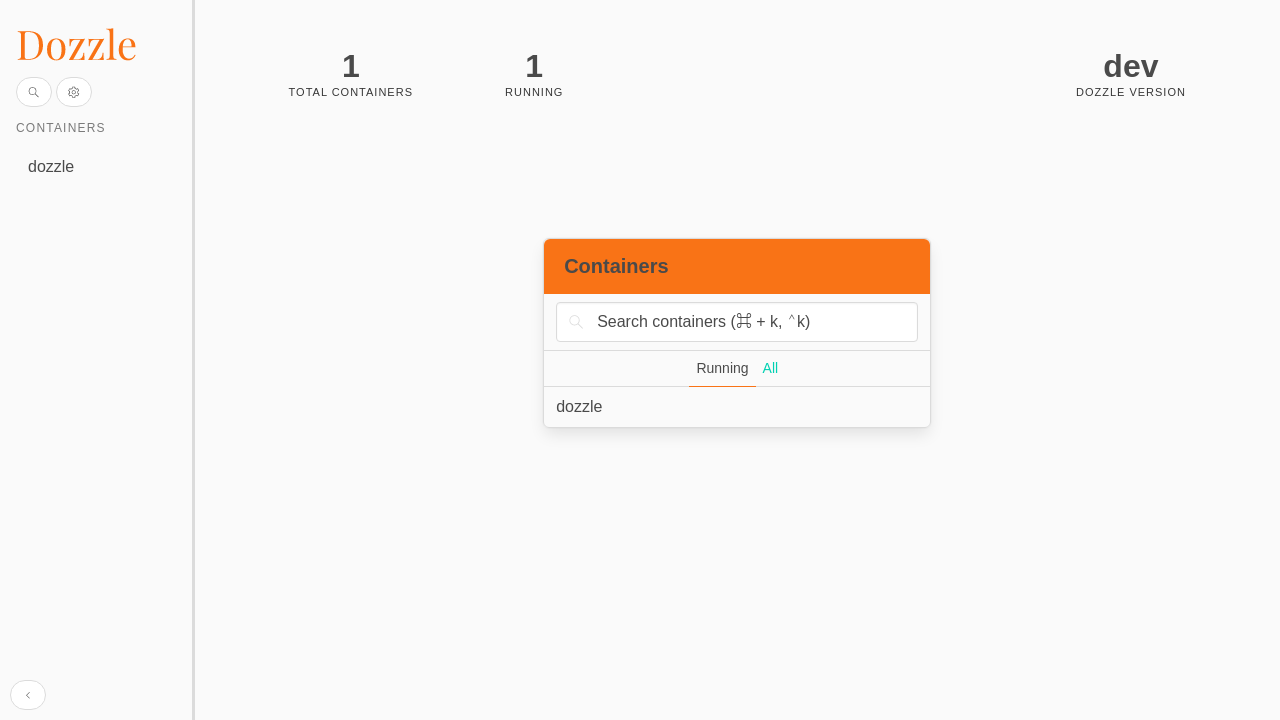 Dozzle
CONTAINERS
dozzle
1
TOTAL CONTAINERS
1
RUNNING
dev
DOZZLE VERSION
Containers
Search containers (⌘ + k, ⌃k)
Running All
dozzle